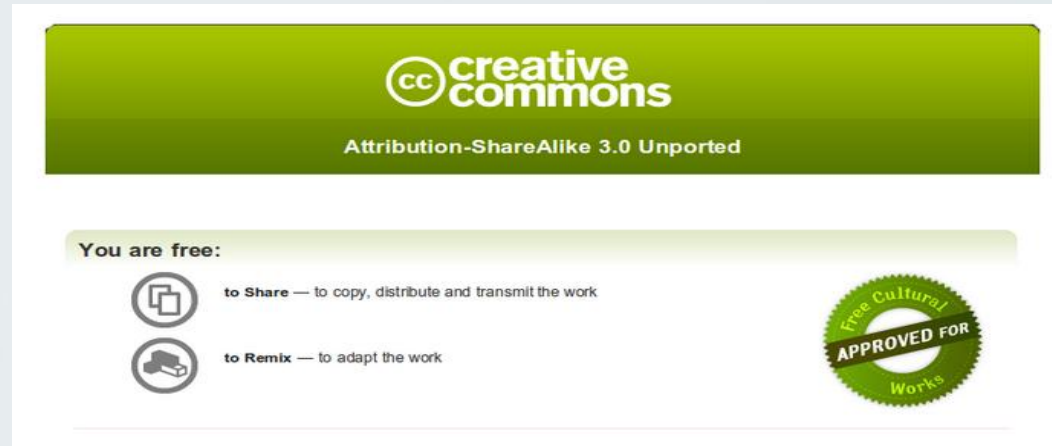 cc creative
commons
Attribution-ShareAlike 3.0 Unported
You are free:
to Share — to copy, distribute and transmit the work
to Remix — to adapt the work
Free Cultural
APPROVED FOR
Works